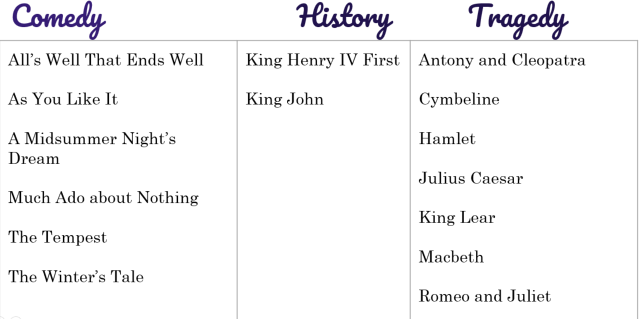 Comedy
History
Tragedy
All's Well That Ends Well
As You Like It
A Midsummer Night's
Dream
Much Ado about Nothing
The Tempest
The Winter's Tale
King Henry IV First
King John
Antony and Cleopatra
Cymbeline
Hamlet
Julius Caesar
King Lear
Macbeth
Romeo and Juliet